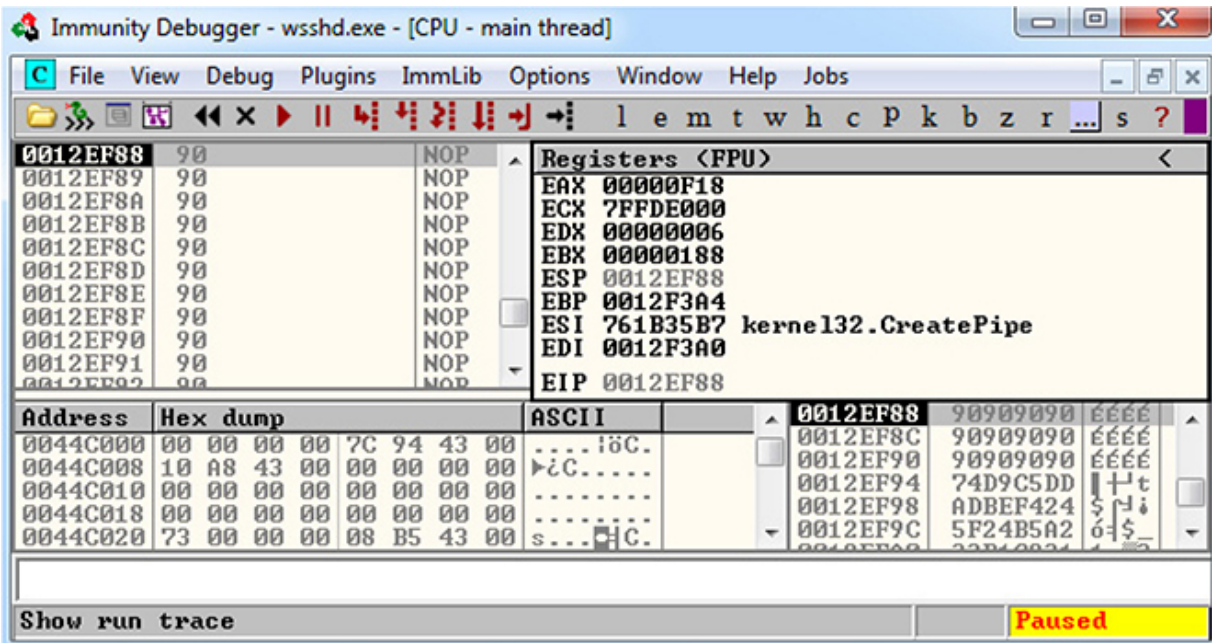 Immunity Debugger - wsshd.exe - [CPU - main thread]
C File View Debug Plugins ImmLib Options Window Help Jobs
l e m t w h c P k b z r ... s ?
0012EF88 90 NOP
0012EF89 90 NOP
0012EF8A 90 NOP
0012EF8B 90 NOP
0012EF8C 90 NOP
0012EF8D 90 NOP
0012EF8E 90 NOP
0012EF8F 90 NOP
0012EF90 90 NOP
0012EF91 90 NOP
0012EF92 90 NOP
Registers (FPU) <
EAX 00000F18
ECX 7FFDE000
EDX 00000006
EBX 00000188
ESP 0012EF88
EBP 0012F3A4
ESI 761B35B7 kernel32.CreatePipe
EDI 0012F3A0
EIP 0012EF88
Address Hex dump ASCII
0044C000 00 00 00 00 7C 94 43 00 ....¦öC.
0044C008 10 A8 43 00 00 00 00 00 ►¿C.....
0044C010 00 00 00 00 00 00 00 00 ........
0044C018 00 00 00 00 00 00 00 00 ........
0044C020 73 00 00 00 08 B5 43 00 s...◘╡C.
0012EF88 90909090 ÉÉÉÉ
0012EF8C 90909090 ÉÉÉÉ
0012EF90 90909090 ÉÉÉÉ
0012EF94 74D9C5DD ▌┼┘t
0012EF98 ADBEF424 $⌠╛¡
0012EF9C 5F24B5A2 ó╡$_
Show run trace
Paused